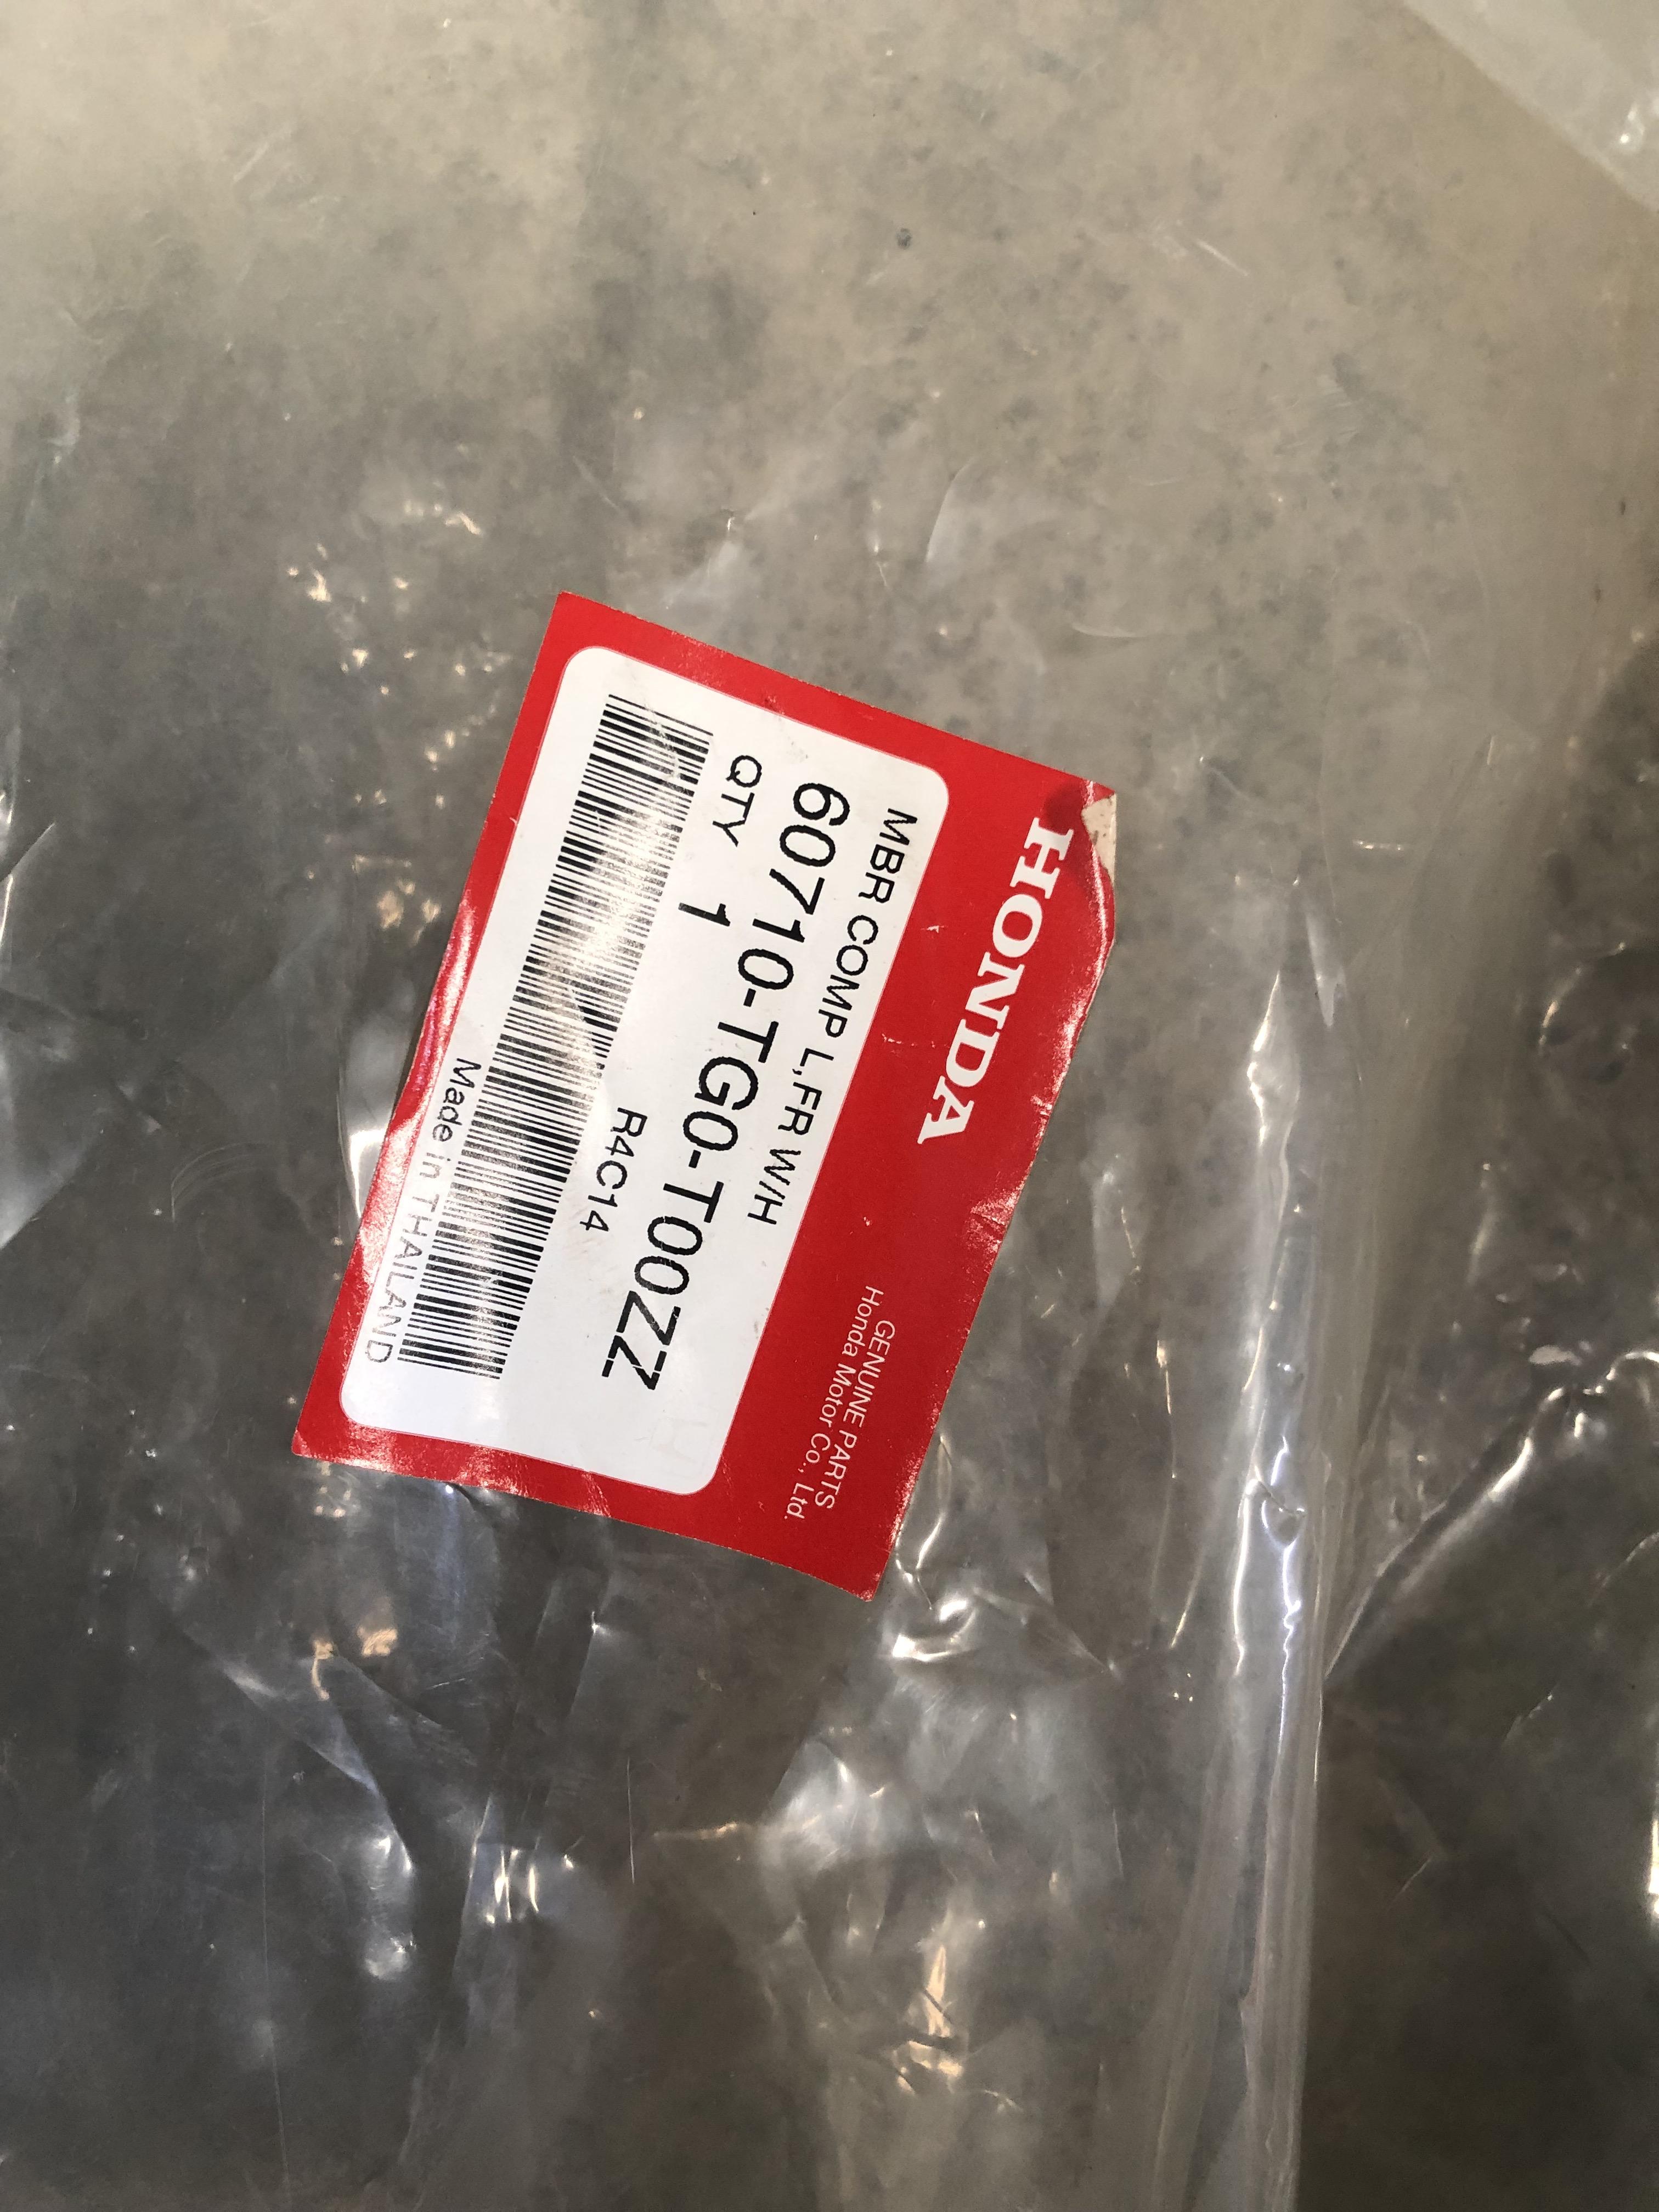 HONDA
GENUINE PARTS
Honda Motor Co., Ltd.
MBR COMP L,FR W/H
60710-TG0-T00ZZ
QTY 1
R4C14
Made in THAILAND